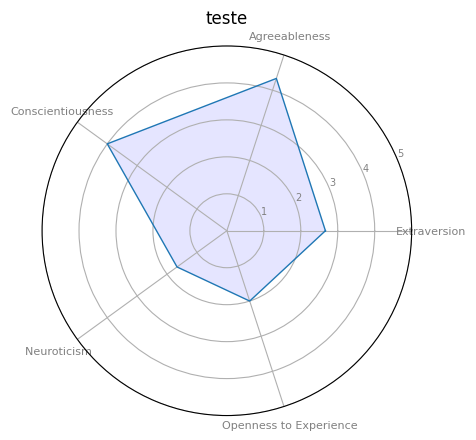 teste
Agreeableness
Conscientiousness
5
4
3
2
1
Extraversion
Neuroticism
Openness to Experience